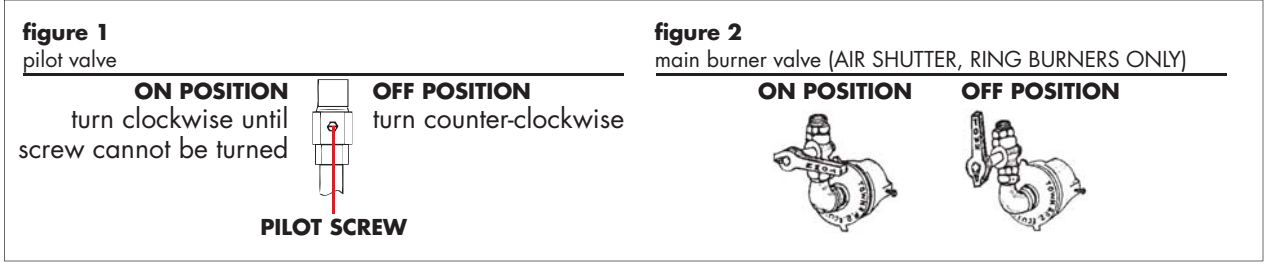 figure 1
pilot valve
ON POSITION
turn clockwise until
screw cannot be turned
OFF POSITION
turn counter-clockwise
PILOT SCREW
figure 2
main burner valve (AIR SHUTTER, RING BURNERS ONLY)
ON POSITION
OFF POSITION